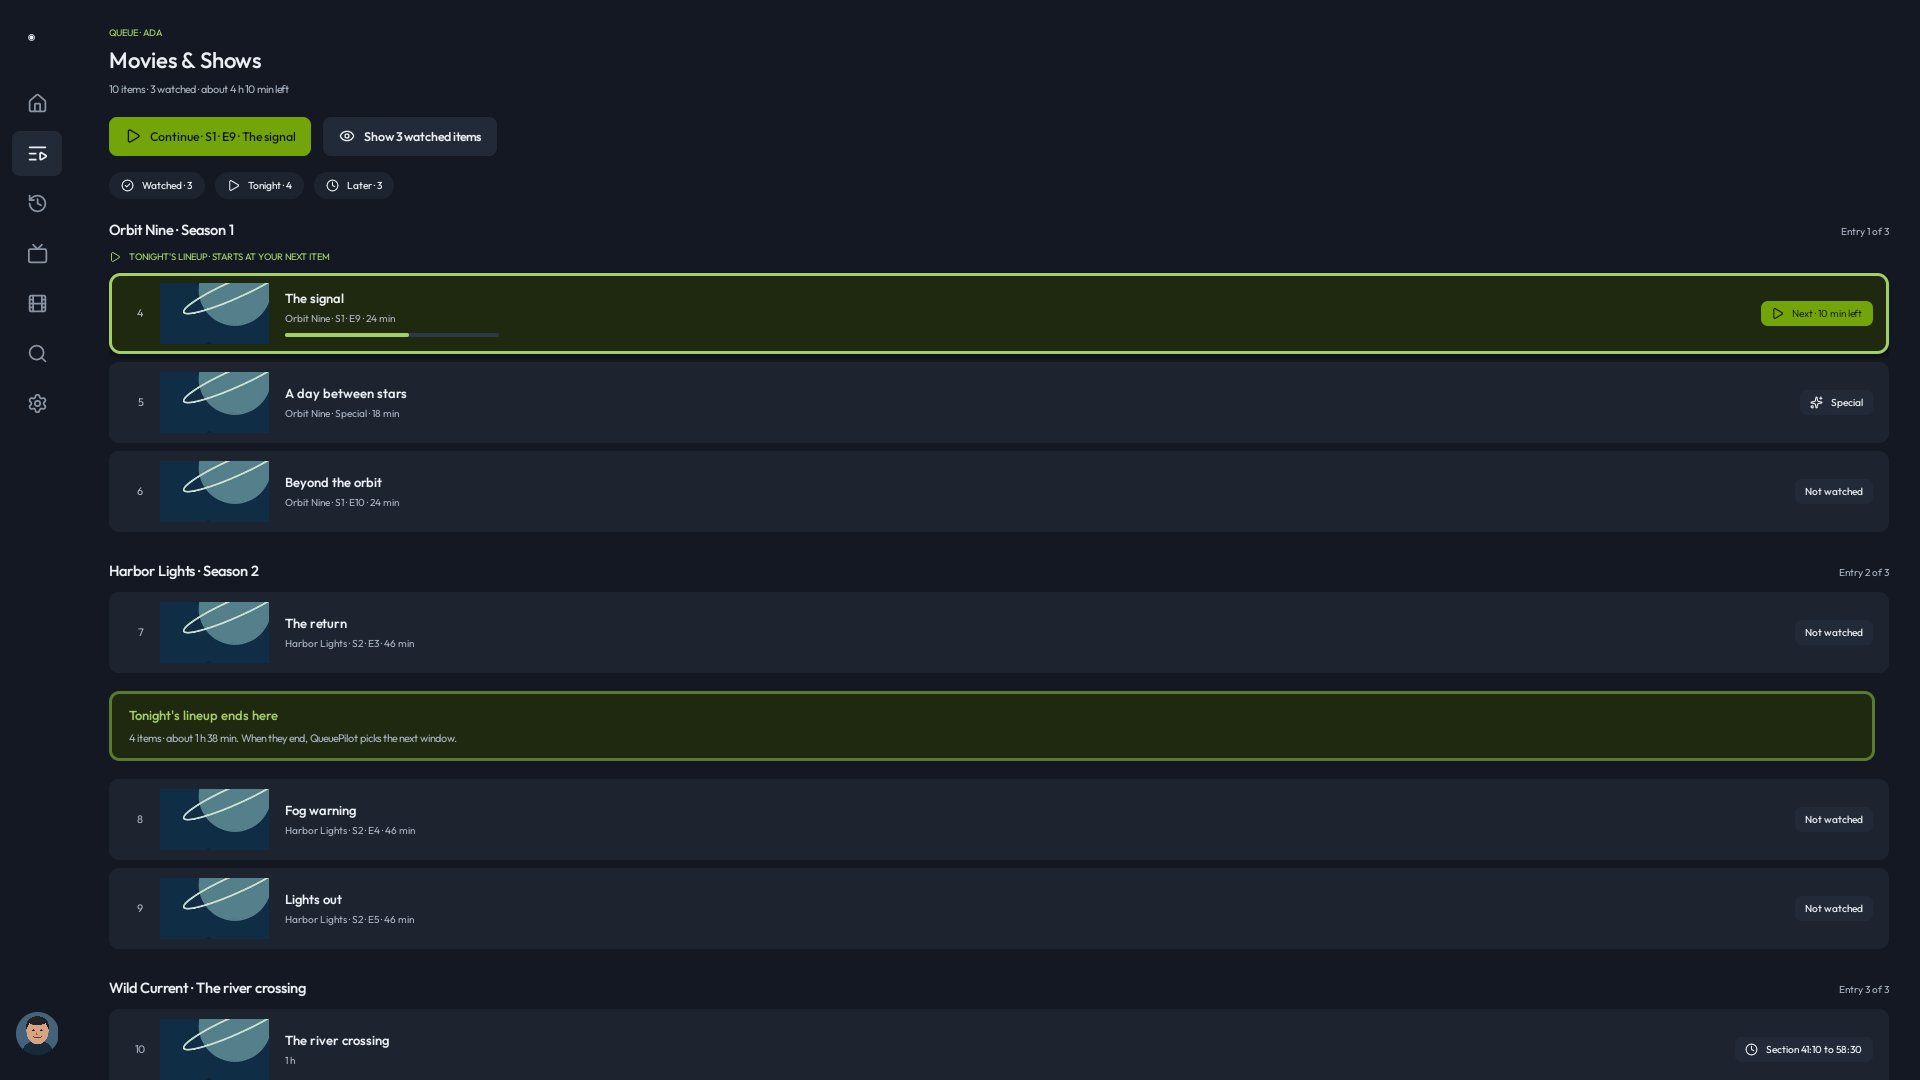 QUEUE · ADA
Movies & Shows
10 items · 3 watched · about 4 h 10 min left
Continue · S1 · E9 · The signal
Show 3 watched items
Watched · 3
Tonight · 4
Later · 3
Orbit Nine · Season 1
Entry 1 of 3
TONIGHT'S LINEUP · STARTS AT YOUR NEXT ITEM
4
The signal
Orbit Nine · S1 · E9 · 24 min
Next · 10 min left
5
A day between stars
Orbit Nine · Special · 18 min
Special
6
Beyond the orbit
Orbit Nine · S1 · E10 · 24 min
Not watched
Harbor Lights · Season 2
Entry 2 of 3
7
The return
Harbor Lights · S2 · E3 · 46 min
Not watched
Tonight's lineup ends here
4 items · about 1 h 38 min. When they end, QueuePilot picks the next window.
8
Fog warning
Harbor Lights · S2 · E4 · 46 min
Not watched
9
Lights out
Harbor Lights · S2 · E5 · 46 min
Not watched
Wild Current · The river crossing
Entry 3 of 3
10
The river crossing
1 h
Section 41:10 to 58:30